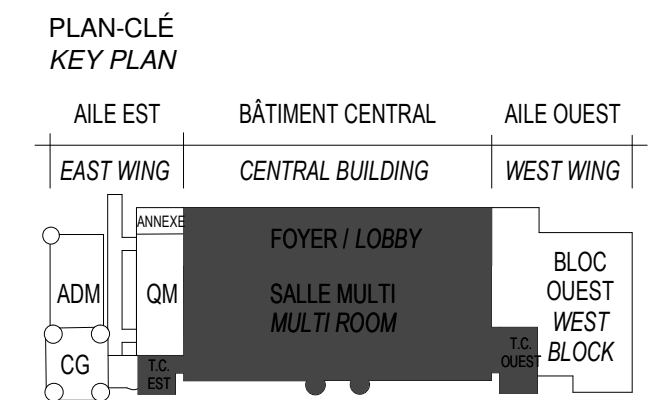 PLAN-CLÉ
KEY PLAN
AILE EST
BÂTIMENT CENTRAL
AILE OUEST
EAST WING
CENTRAL BUILDING
WEST WING
ANNEXE
FOYER / LOBBY
ADM
QM
SALLE MULTI
MULTI ROOM
BLOC
OUEST
WEST
BLOCK
CG
T.C.
EST
T.C.
OUEST